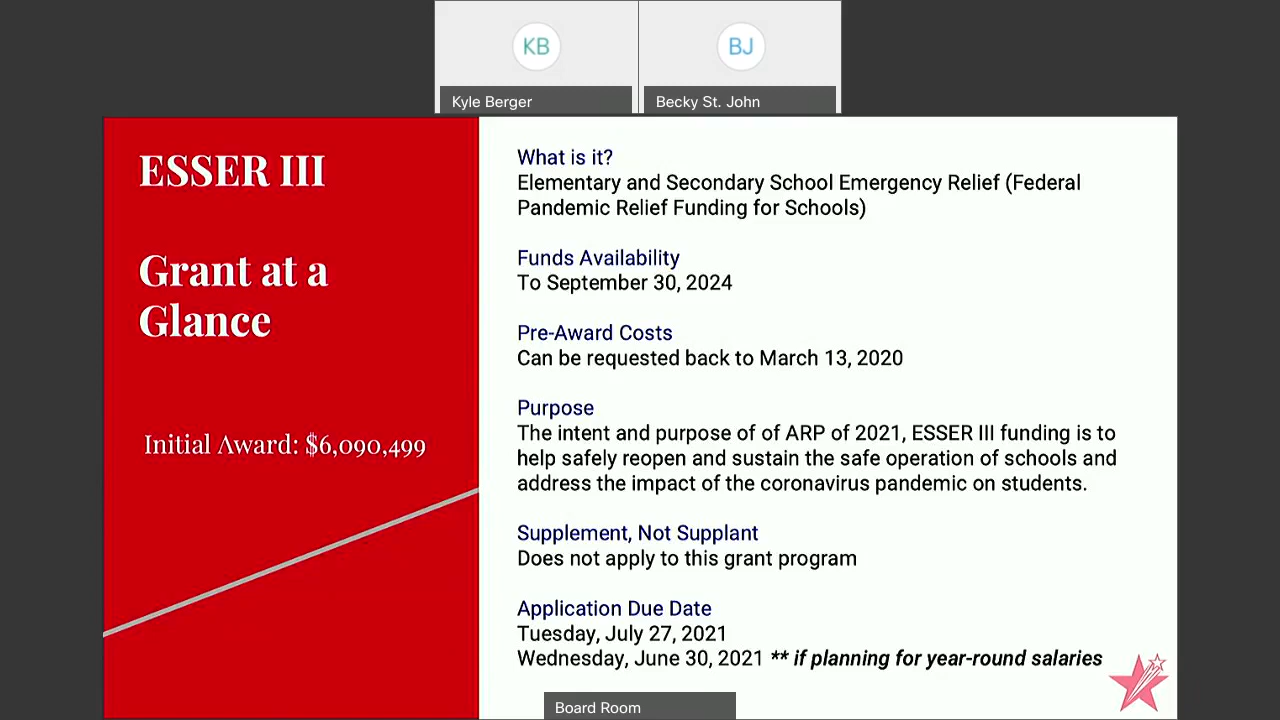 KB
BJ
Kyle Berger
Becky St. John
ESSER III
Grant at a
Glance
Initial Award: $6,090,499
What is it?
Elementary and Secondary School Emergency Relief (Federal
Pandemic Relief Funding for Schools)
Funds Availability
To September 30, 2024
Pre-Award Costs
Can be requested back to March 13, 2020
Purpose
The intent and purpose of of ARP of 2021, ESSER III funding is to
help safely reopen and sustain the safe operation of schools and
address the impact of the coronavirus pandemic on students.
Supplement, Not Supplant
Does not apply to this grant program
Application Due Date
Tuesday, July 27, 2021
Wednesday, June 30, 2021 ** if planning for year-round salaries
Board Room